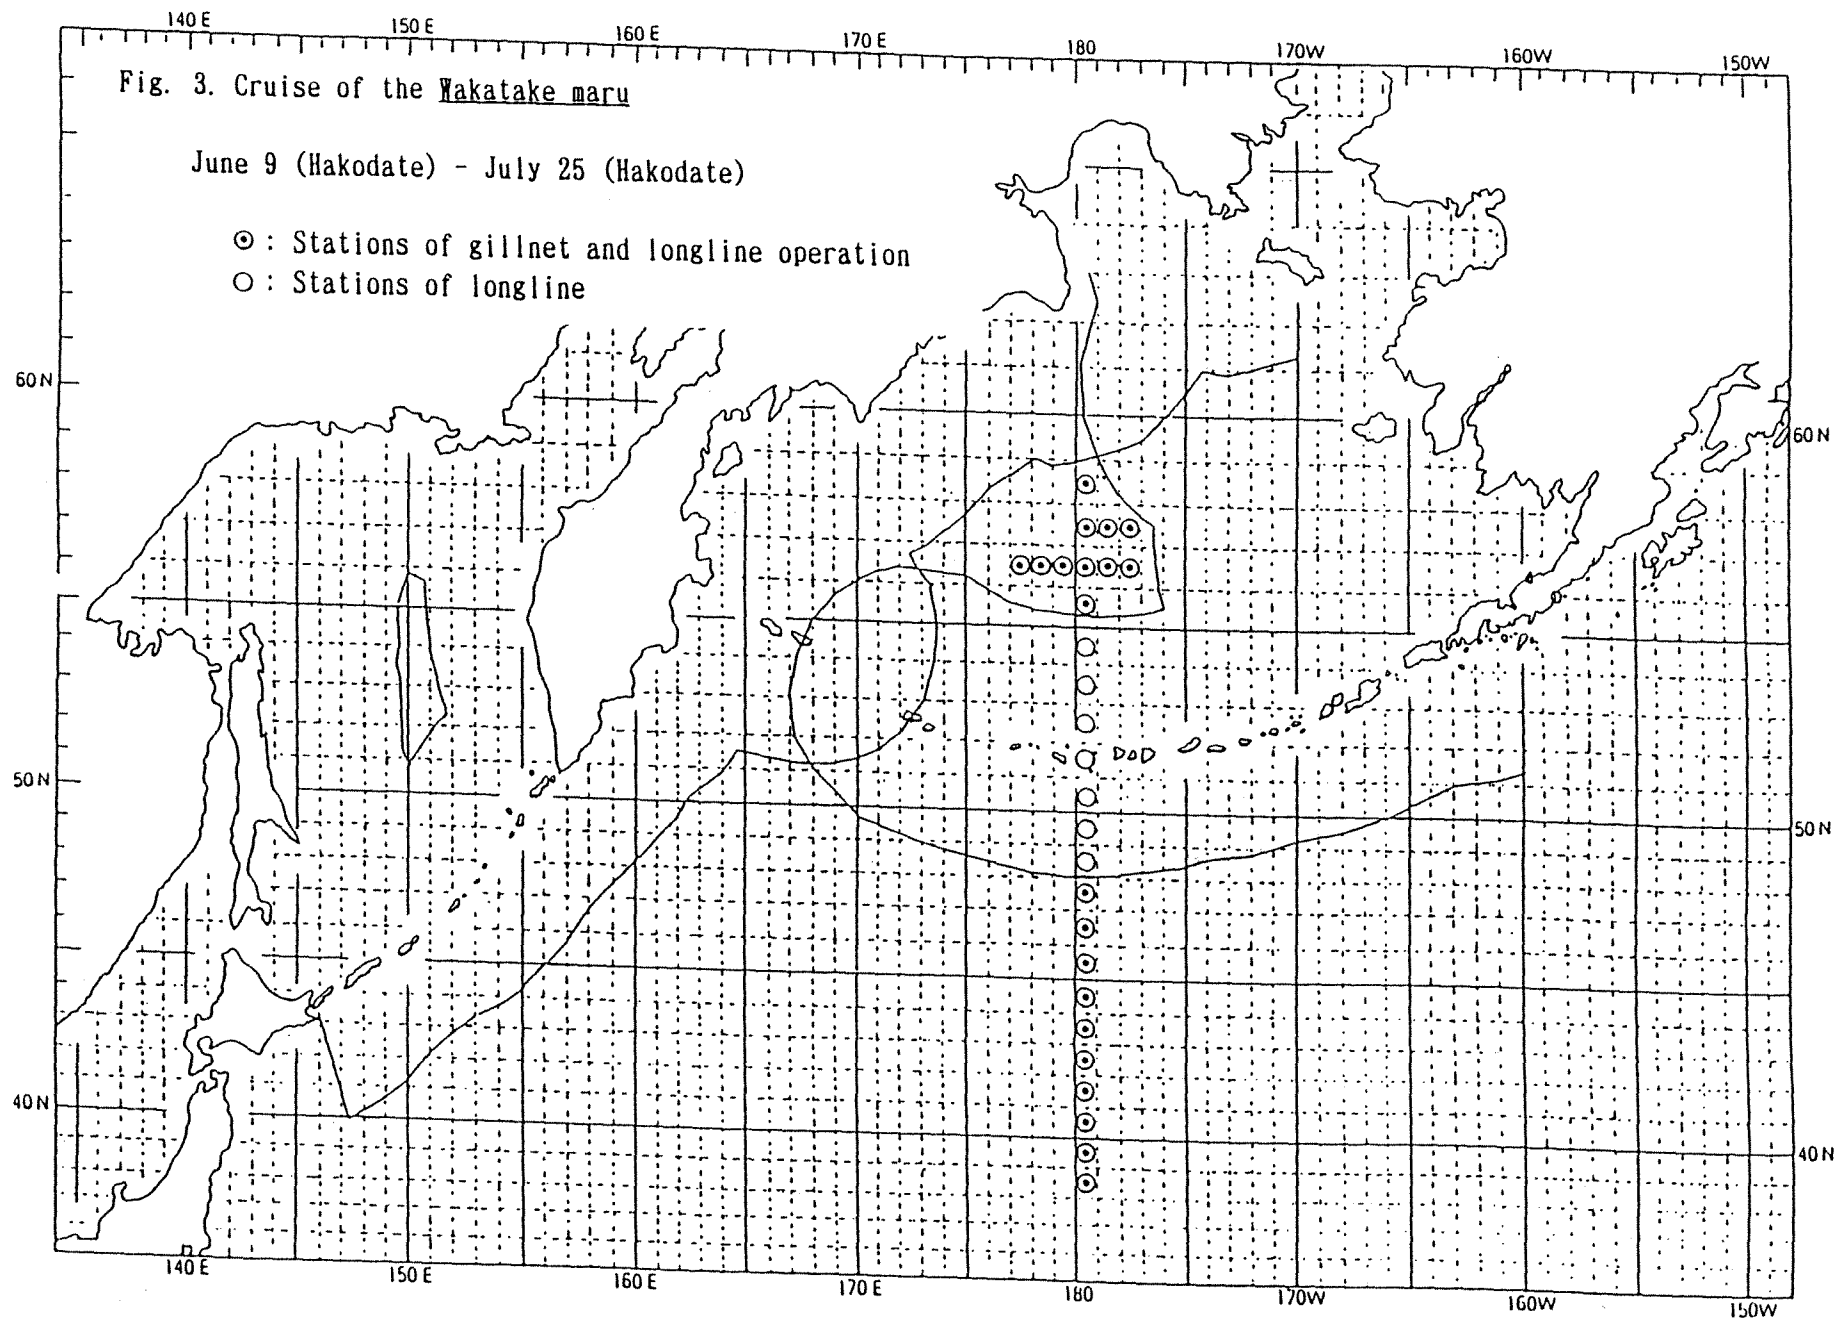 140E 150E 160E 170E 180 170W 160W 150W
Fig. 3. Cruise of the Wakatake maru
June 9 (Hakodate) - July 25 (Hakodate)
⊙ : Stations of gillnet and longline operation
○ : Stations of longline
60N
60N
50N
50N
40N
40N
140E 150E 160E 170E 180 170W 160W 150W